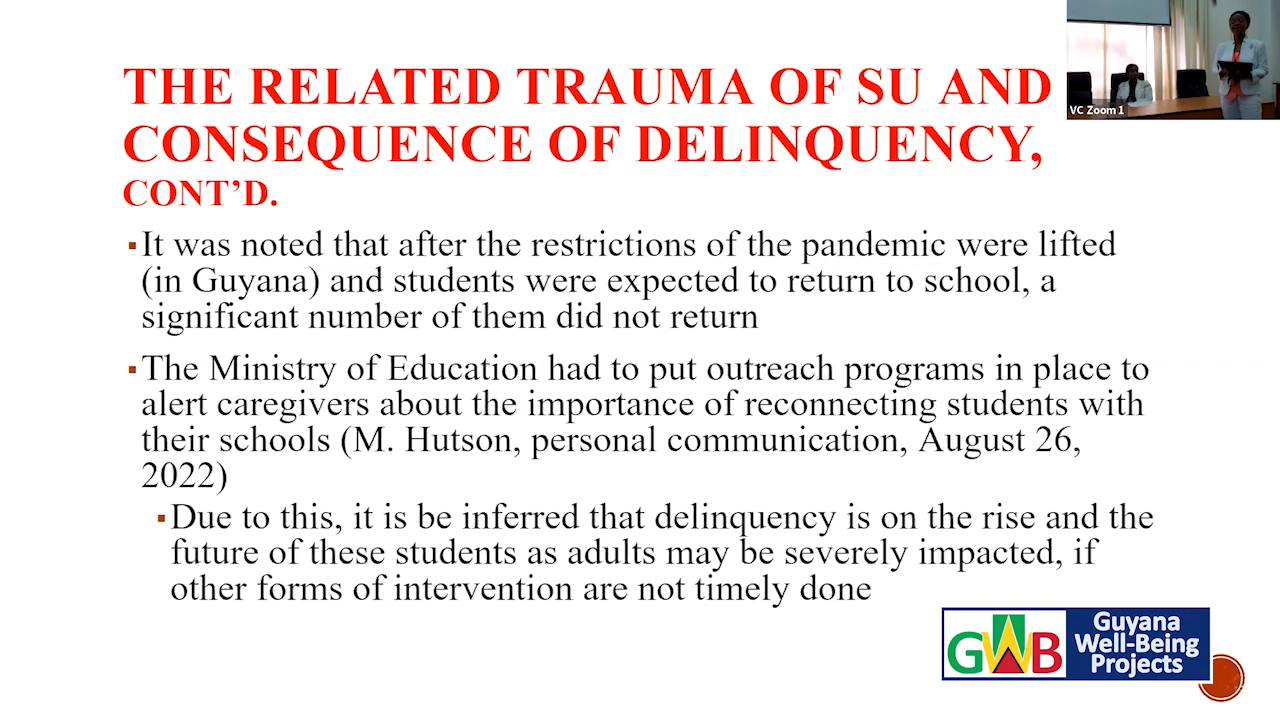 THE RELATED TRAUMA OF SU AND
CONSEQUENCE OF DELINQUENCY,
CONT’D.
VC Zoom 1
▪It was noted that after the restrictions of the pandemic were lifted
(in Guyana) and students were expected to return to school, a
significant number of them did not return
▪The Ministry of Education had to put outreach programs in place to
alert caregivers about the importance of reconnecting students with
their schools (M. Hutson, personal communication, August 26,
2022)
▪Due to this, it is be inferred that delinquency is on the rise and the
future of these students as adults may be severely impacted, if
other forms of intervention are not timely done
GWB
Guyana
Well-Being
Projects